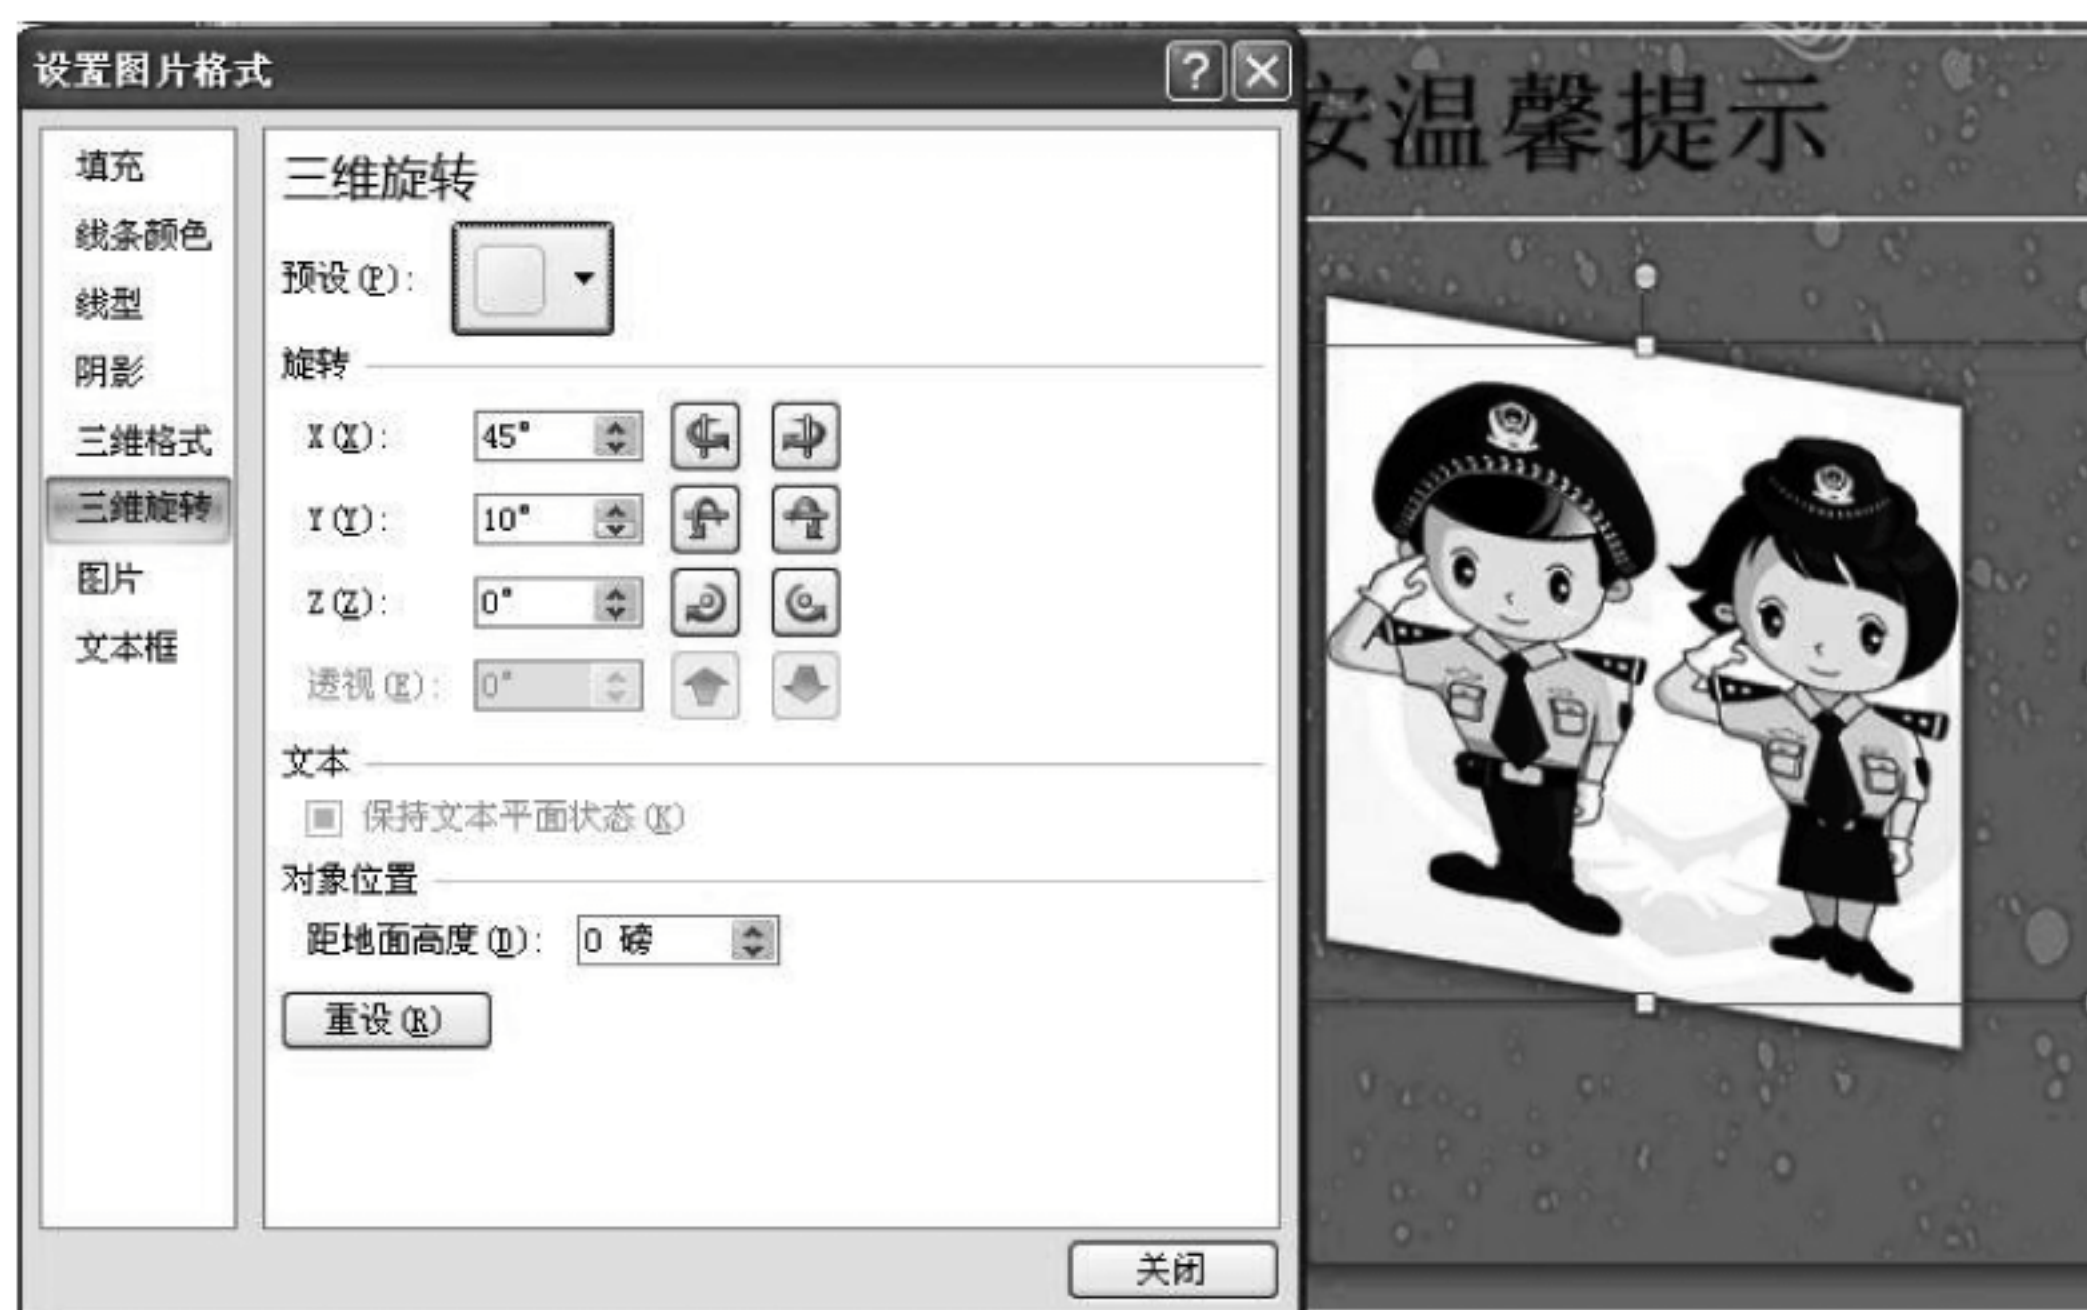 设置图片格式
安温馨提示
填充
线条颜色
线型
阴影
三维格式
三维旋转
图片
文本框
三维旋转
预设(P):
旋转
X(X): 45°
Y(Y): 10°
Z(Z): 0°
透视(E): 0°
文本
保持文本平面状态(K)
对象位置
距地面高度(D): 0 磅
重设(R)
关闭